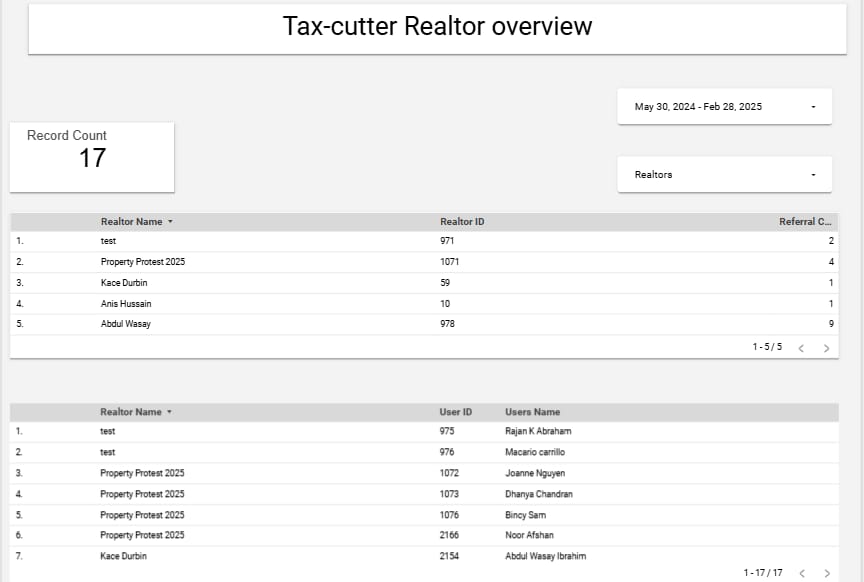 Tax-cutter Realtor overview
May 30, 2024 - Feb 28, 2025
Record Count
17
Realtors
Realtor Name Realtor ID Referral C...
1. test 971 2
2. Property Protest 2025 1071 4
3. Kace Durbin 59 1
4. Anis Hussain 10 1
5. Abdul Wasay 978 9
1 - 5 / 5
Realtor Name User ID Users Name
1. test 975 Rajan K Abraham
2. test 976 Macario carrillo
3. Property Protest 2025 1072 Joanne Nguyen
4. Property Protest 2025 1073 Dhanya Chandran
5. Property Protest 2025 1076 Bincy Sam
6. Property Protest 2025 2166 Noor Afshan
7. Kace Durbin 2154 Abdul Wasay Ibrahim
1 - 17 / 17